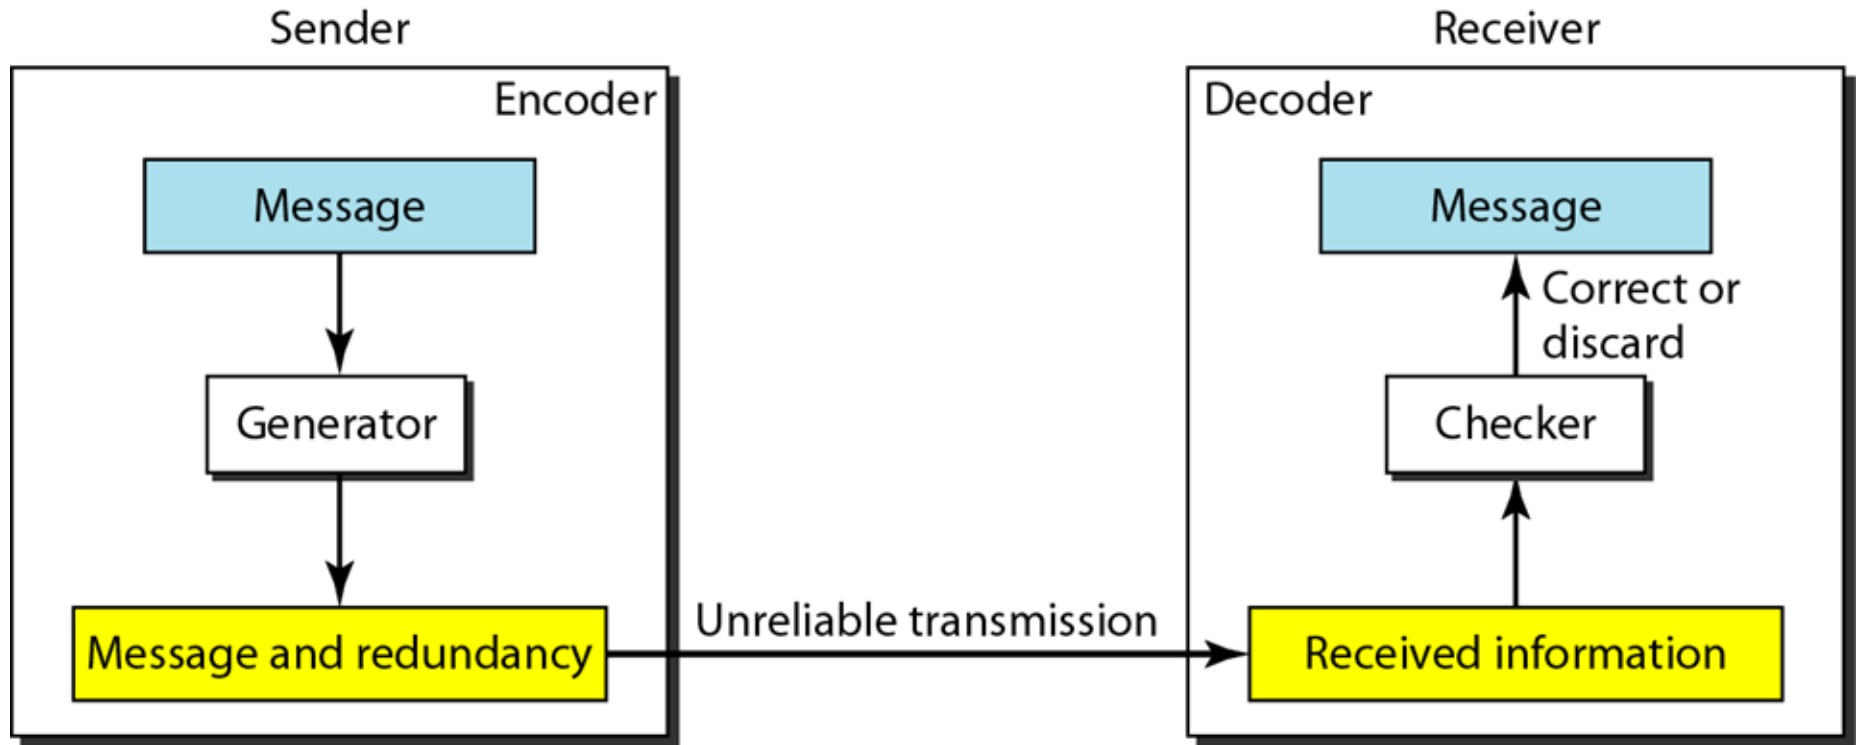 Sender
Encoder
Message
Generator
Message and redundancy
Unreliable transmission
Receiver
Decoder
Message
Correct or
discard
Checker
Received information